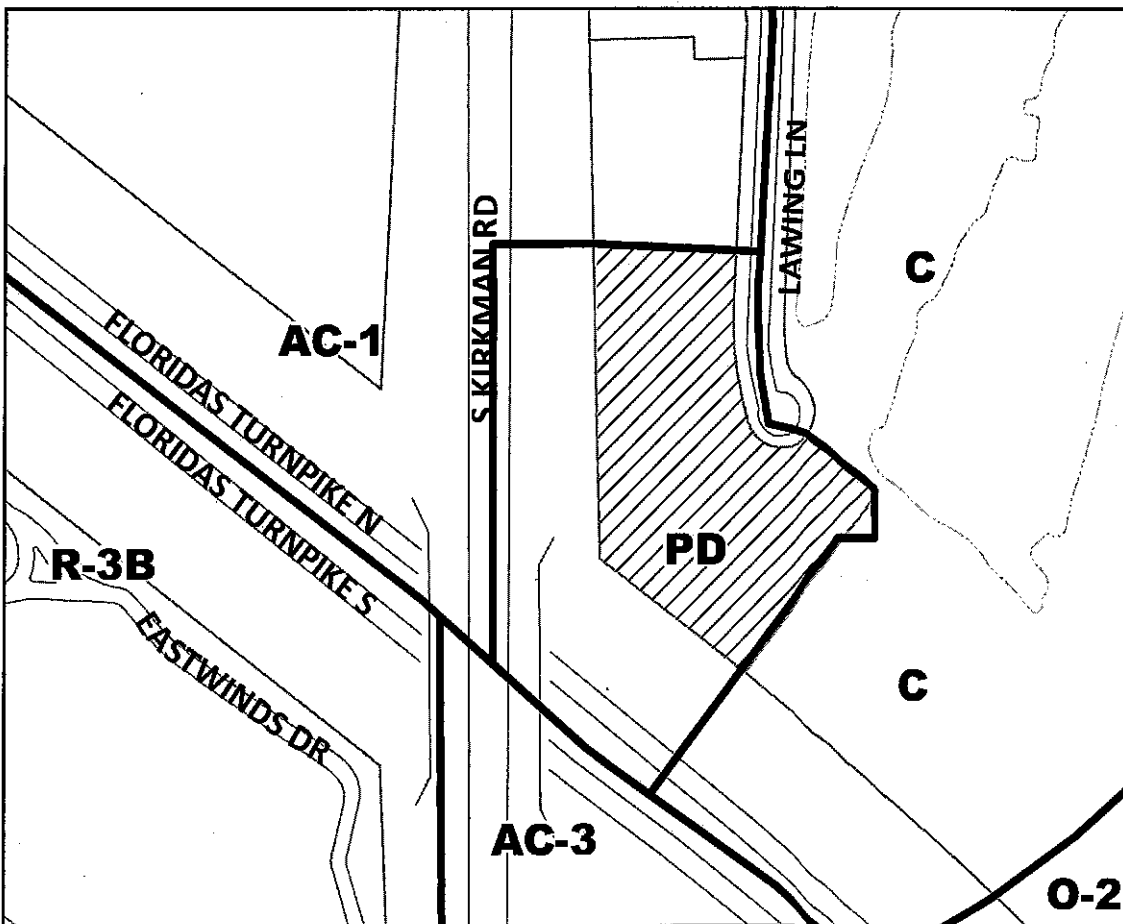 LAWING LN
S KIRKMAN RD
C
AC-1
FLORIDAS TURNPIKE N
FLORIDAS TURNPIKE S
PD
R-3B
EASTWINDS DR
C
AC-3
O-2